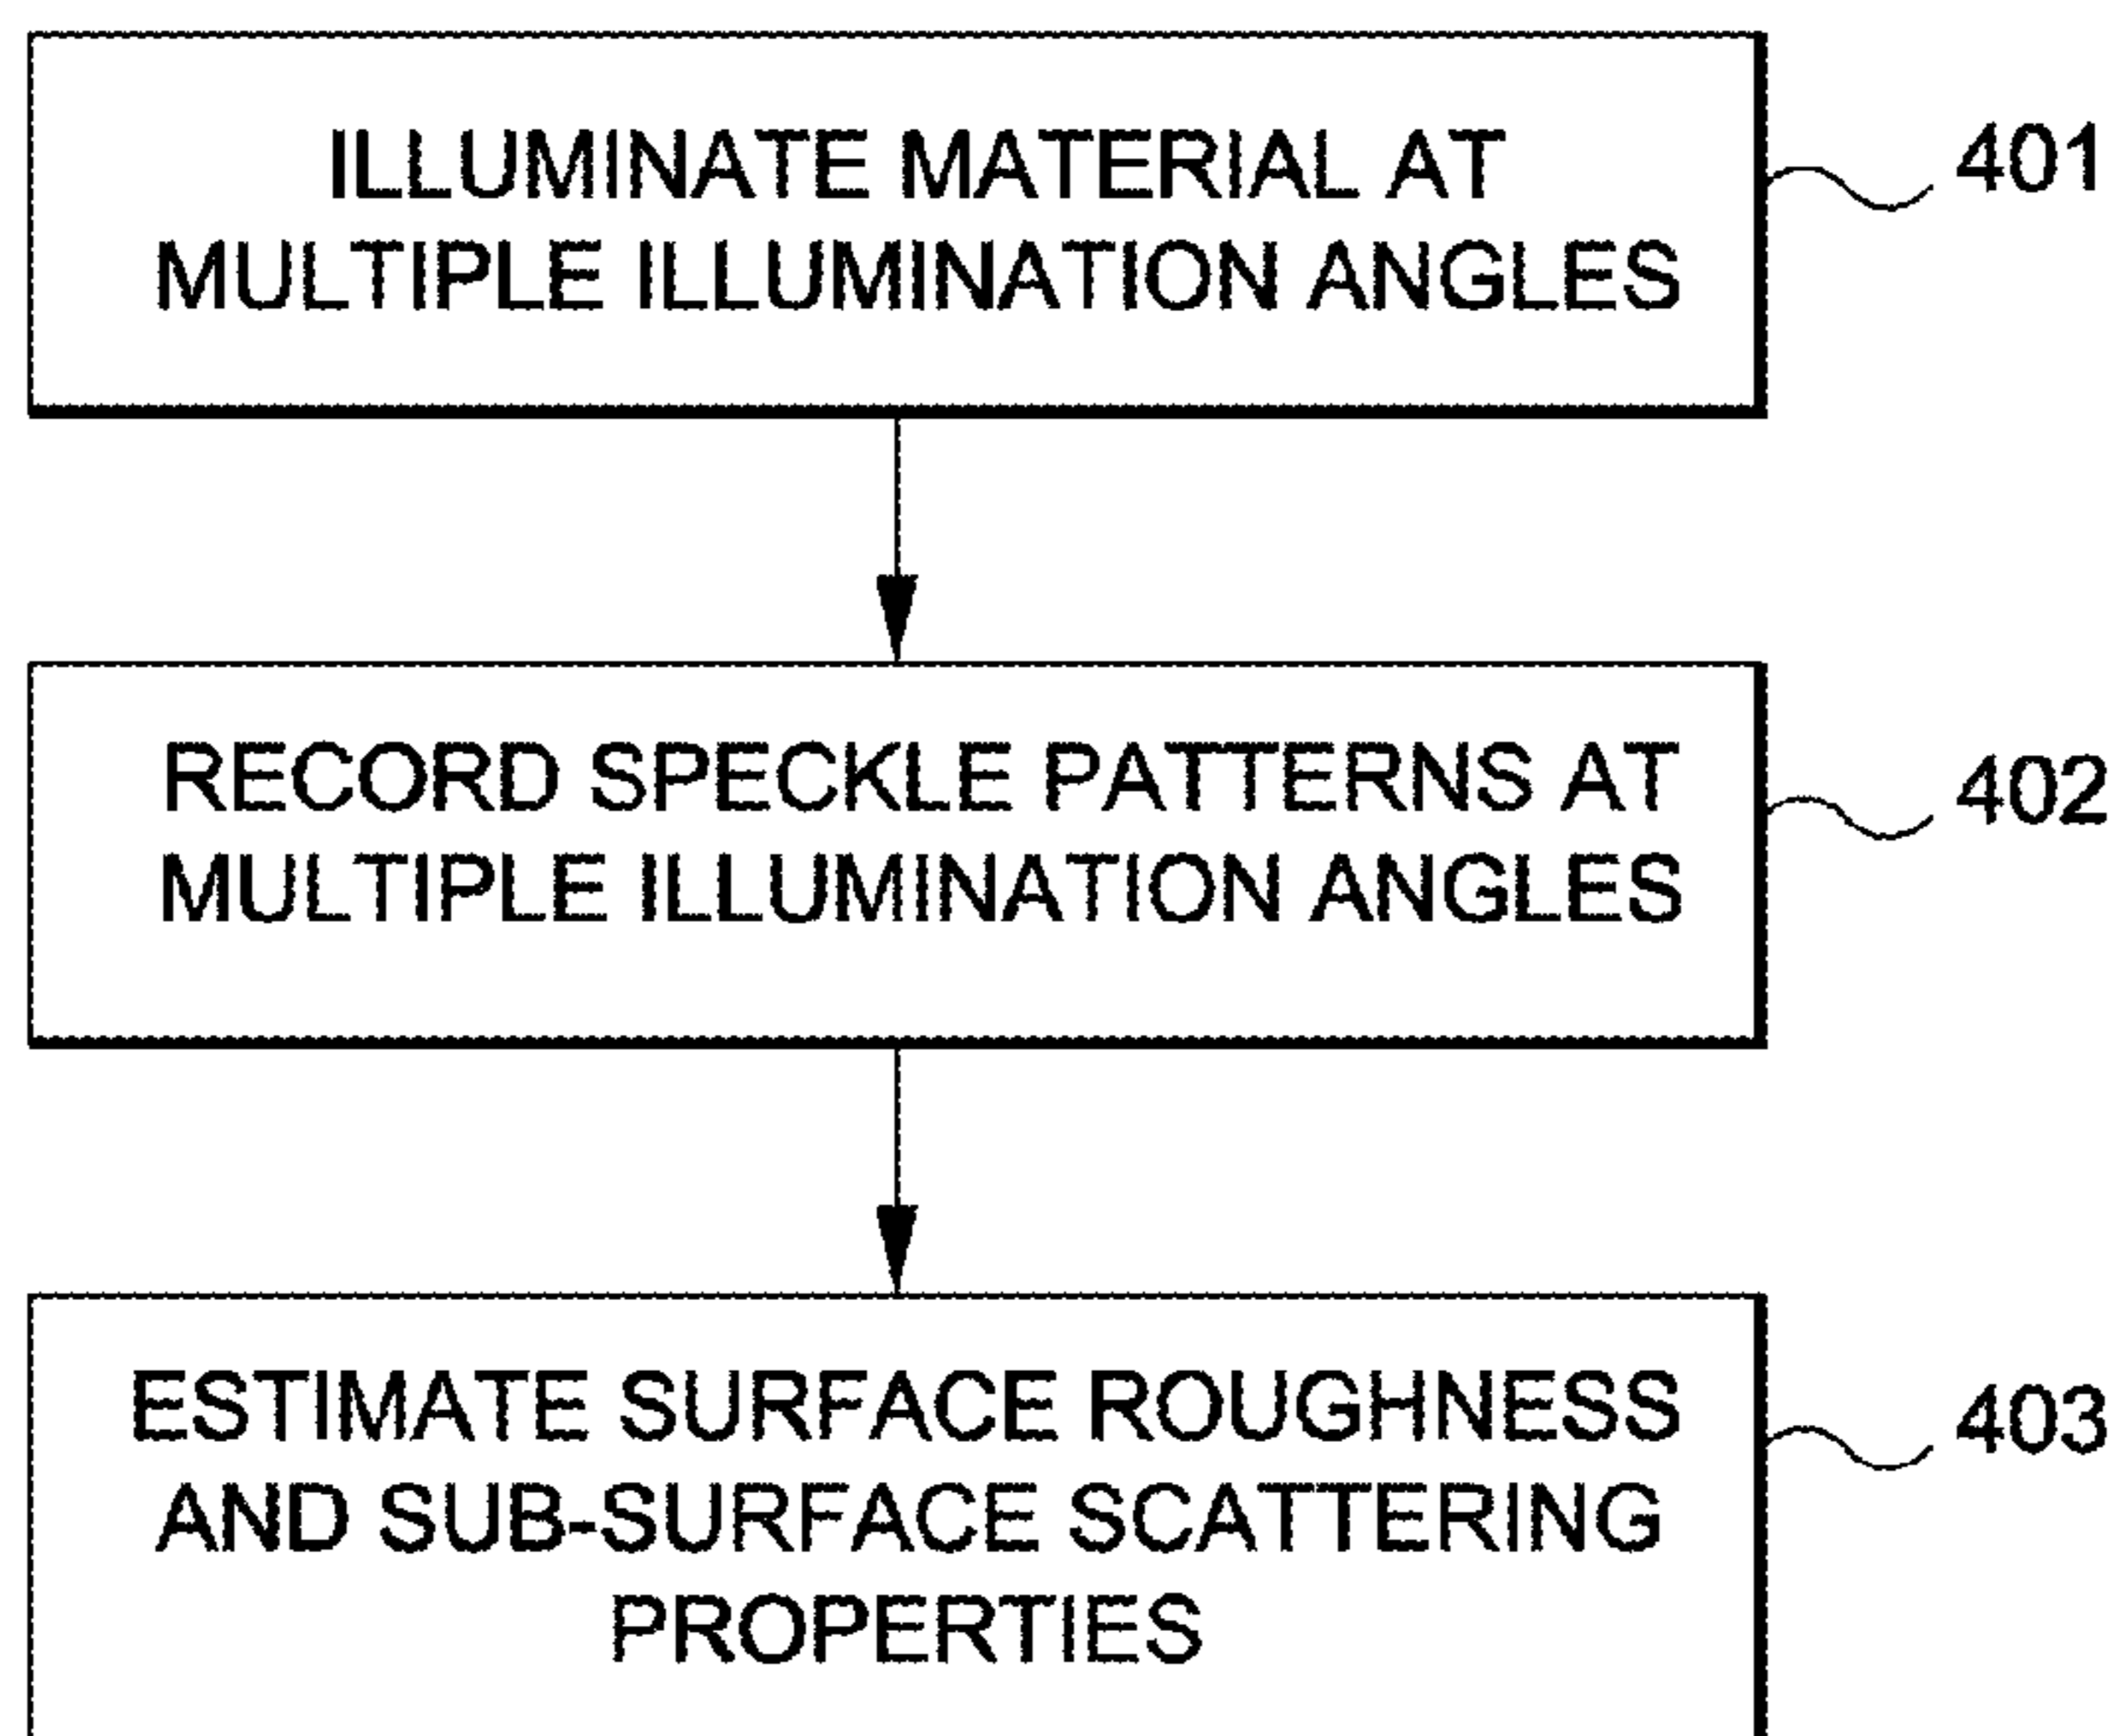 ILLUMINATE MATERIAL AT
MULTIPLE ILLUMINATION ANGLES
401
RECORD SPECKLE PATTERNS AT
MULTIPLE ILLUMINATION ANGLES
402
ESTIMATE SURFACE ROUGHNESS
AND SUB-SURFACE SCATTERING
PROPERTIES
403